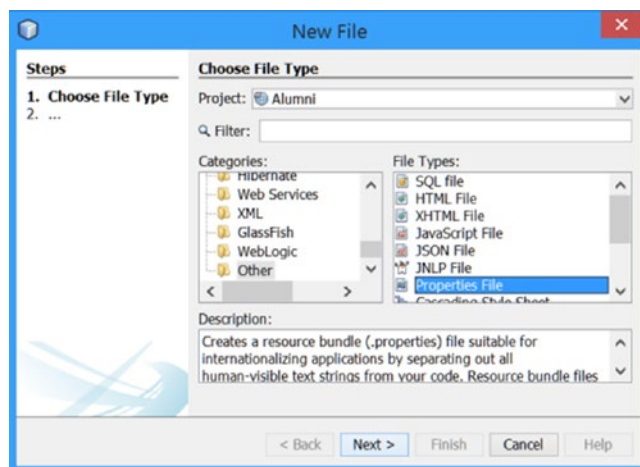 New File
Steps
1. Choose File Type
2. ...
Choose File Type
Project: Alumni
Filter:
Categories:
Hibernate
Web Services
XML
GlassFish
WebLogic
Other
File Types:
SQL file
HTML File
XHTML File
JavaScript File
JSON File
JNLP File
Properties File
Cascading Style Sheet
Description:
Creates a resource bundle (.properties) file suitable for
internationalizing applications by separating out all
human-visible text strings from your code. Resource bundle files
< Back Next > Finish Cancel Help